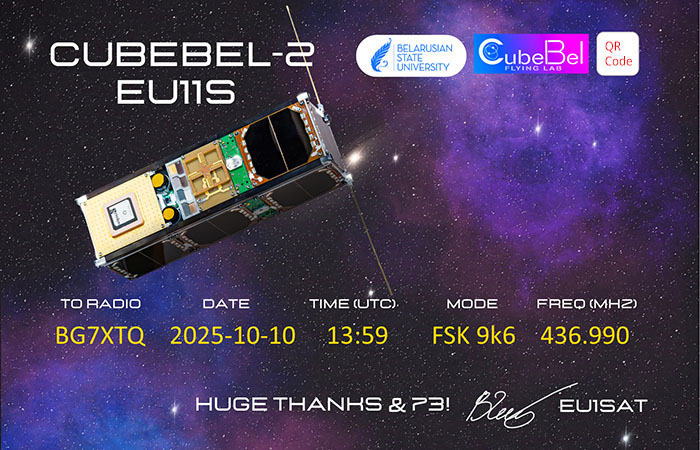 CUBEBEL-2
EU11S
BELARUSIAN
STATE
UNIVERSITY
CubeBel
FLYING LAB
QR
Code
TO RADIO DATE TIME (UTC) MODE FREQ (MHZ)
BG7XTQ 2025-10-10 13:59 FSK 9k6 436.990
HUGE THANKS & 73! EU1SAT